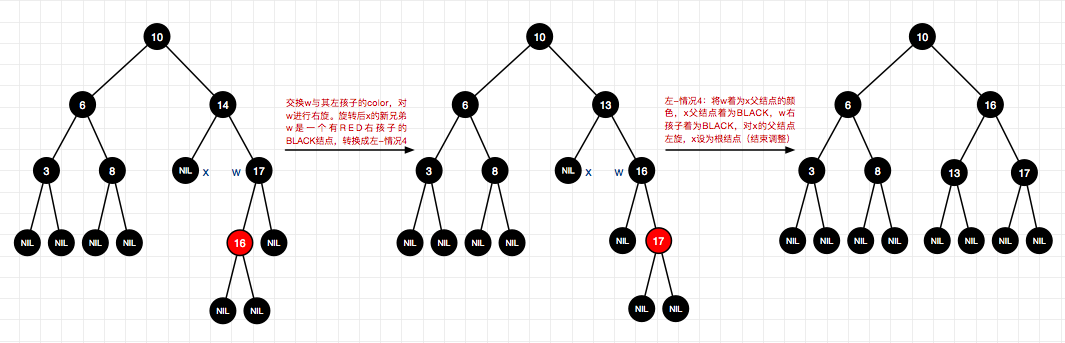 10
6
14
3
8
NIL
x
w
17
NIL
NIL
NIL
NIL
16
NIL
NIL
NIL
交换w与其左孩子的color，对
w进行右旋。旋转后x的新兄弟
w是一个有RED右孩子的
BLACK结点，转换成左-情况4
10
6
13
3
8
NIL
x
w
16
NIL
NIL
NIL
NIL
NIL
17
NIL
NIL
左-情况4：将w着为x父结点的颜
色，x父结点着为BLACK，w右
孩子着为BLACK，对x的父结点
左旋，x设为根结点（结束调整）
10
6
16
3
8
13
17
NIL
NIL
NIL
NIL
NIL
NIL
NIL
NIL